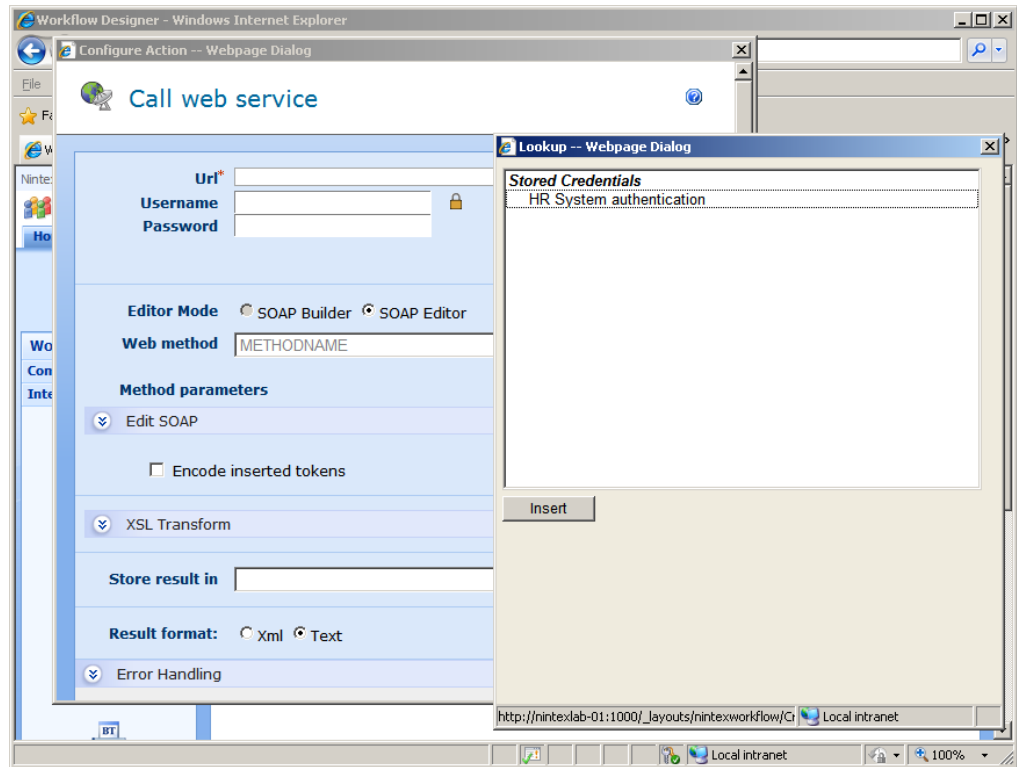 Workflow Designer - Windows Internet Explorer
Configure Action -- Webpage Dialog
File
Call web service
Fa
W
Lookup -- Webpage Dialog
Ninte
Url*
Stored Credentials
Username
HR System authentication
Password
Ho
Editor Mode
SOAP Builder
SOAP Editor
Wo
Web method
METHODNAME
Con
Inte
Method parameters
Edit SOAP
Encode inserted tokens
Insert
XSL Transform
Store result in
Result format:
Xml
Text
Error Handling
http://nintexlab-01:1000/_layouts/nintexworkflow/Cr
Local intranet
BT
Local intranet
100%